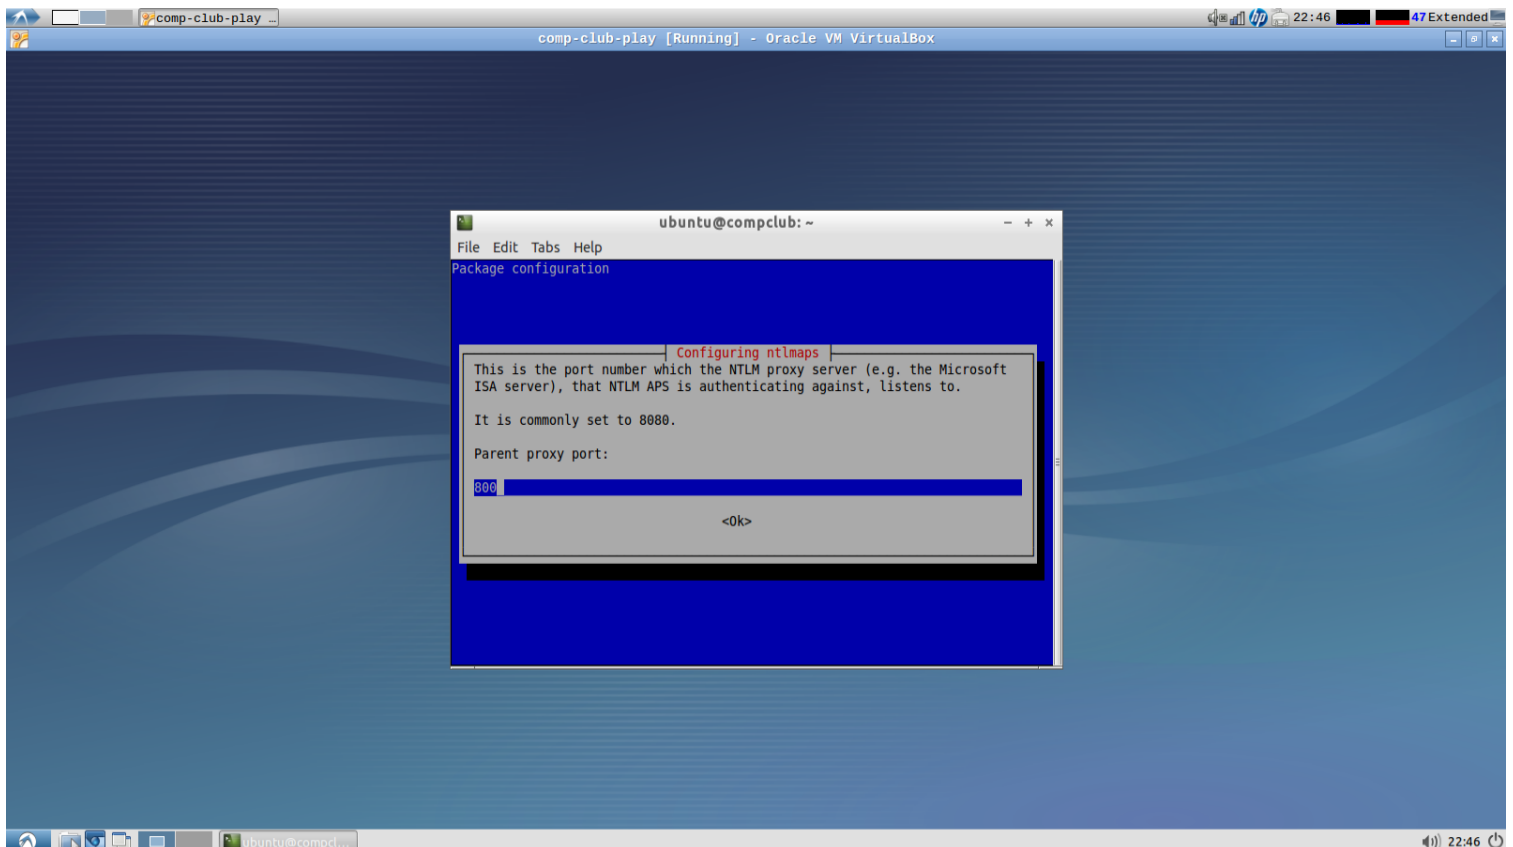 comp-club-play …
22:46
47 Extended
comp-club-play [Running] - Oracle VM VirtualBox
ubuntu@compclub: ~
File Edit Tabs Help
Package configuration
Configuring ntlmaps
This is the port number which the NTLM proxy server (e.g. the Microsoft
ISA server), that NTLM APS is authenticating against, listens to.
It is commonly set to 8080.
Parent proxy port:
800
<Ok>
ubuntu@compcl...
22:46